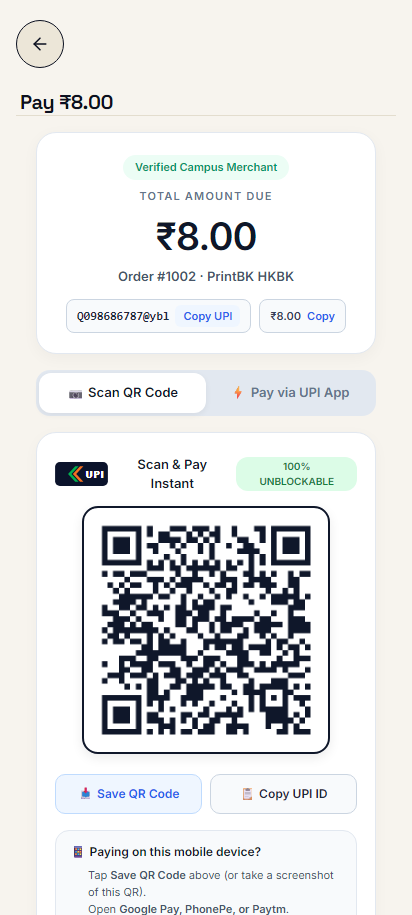 Pay ₹8.00
Verified Campus Merchant
TOTAL AMOUNT DUE
₹8.00
Order #1002 · PrintBK HKBK
Q098686787@ybl Copy UPI ₹8.00 Copy
Scan QR Code Pay via UPI App
UPI
Scan & Pay
Instant
100%
UNBLOCKABLE
Save QR Code Copy UPI ID
Paying on this mobile device?
Tap Save QR Code above (or take a screenshot
of this QR).
Open Google Pay, PhonePe, or Paytm.